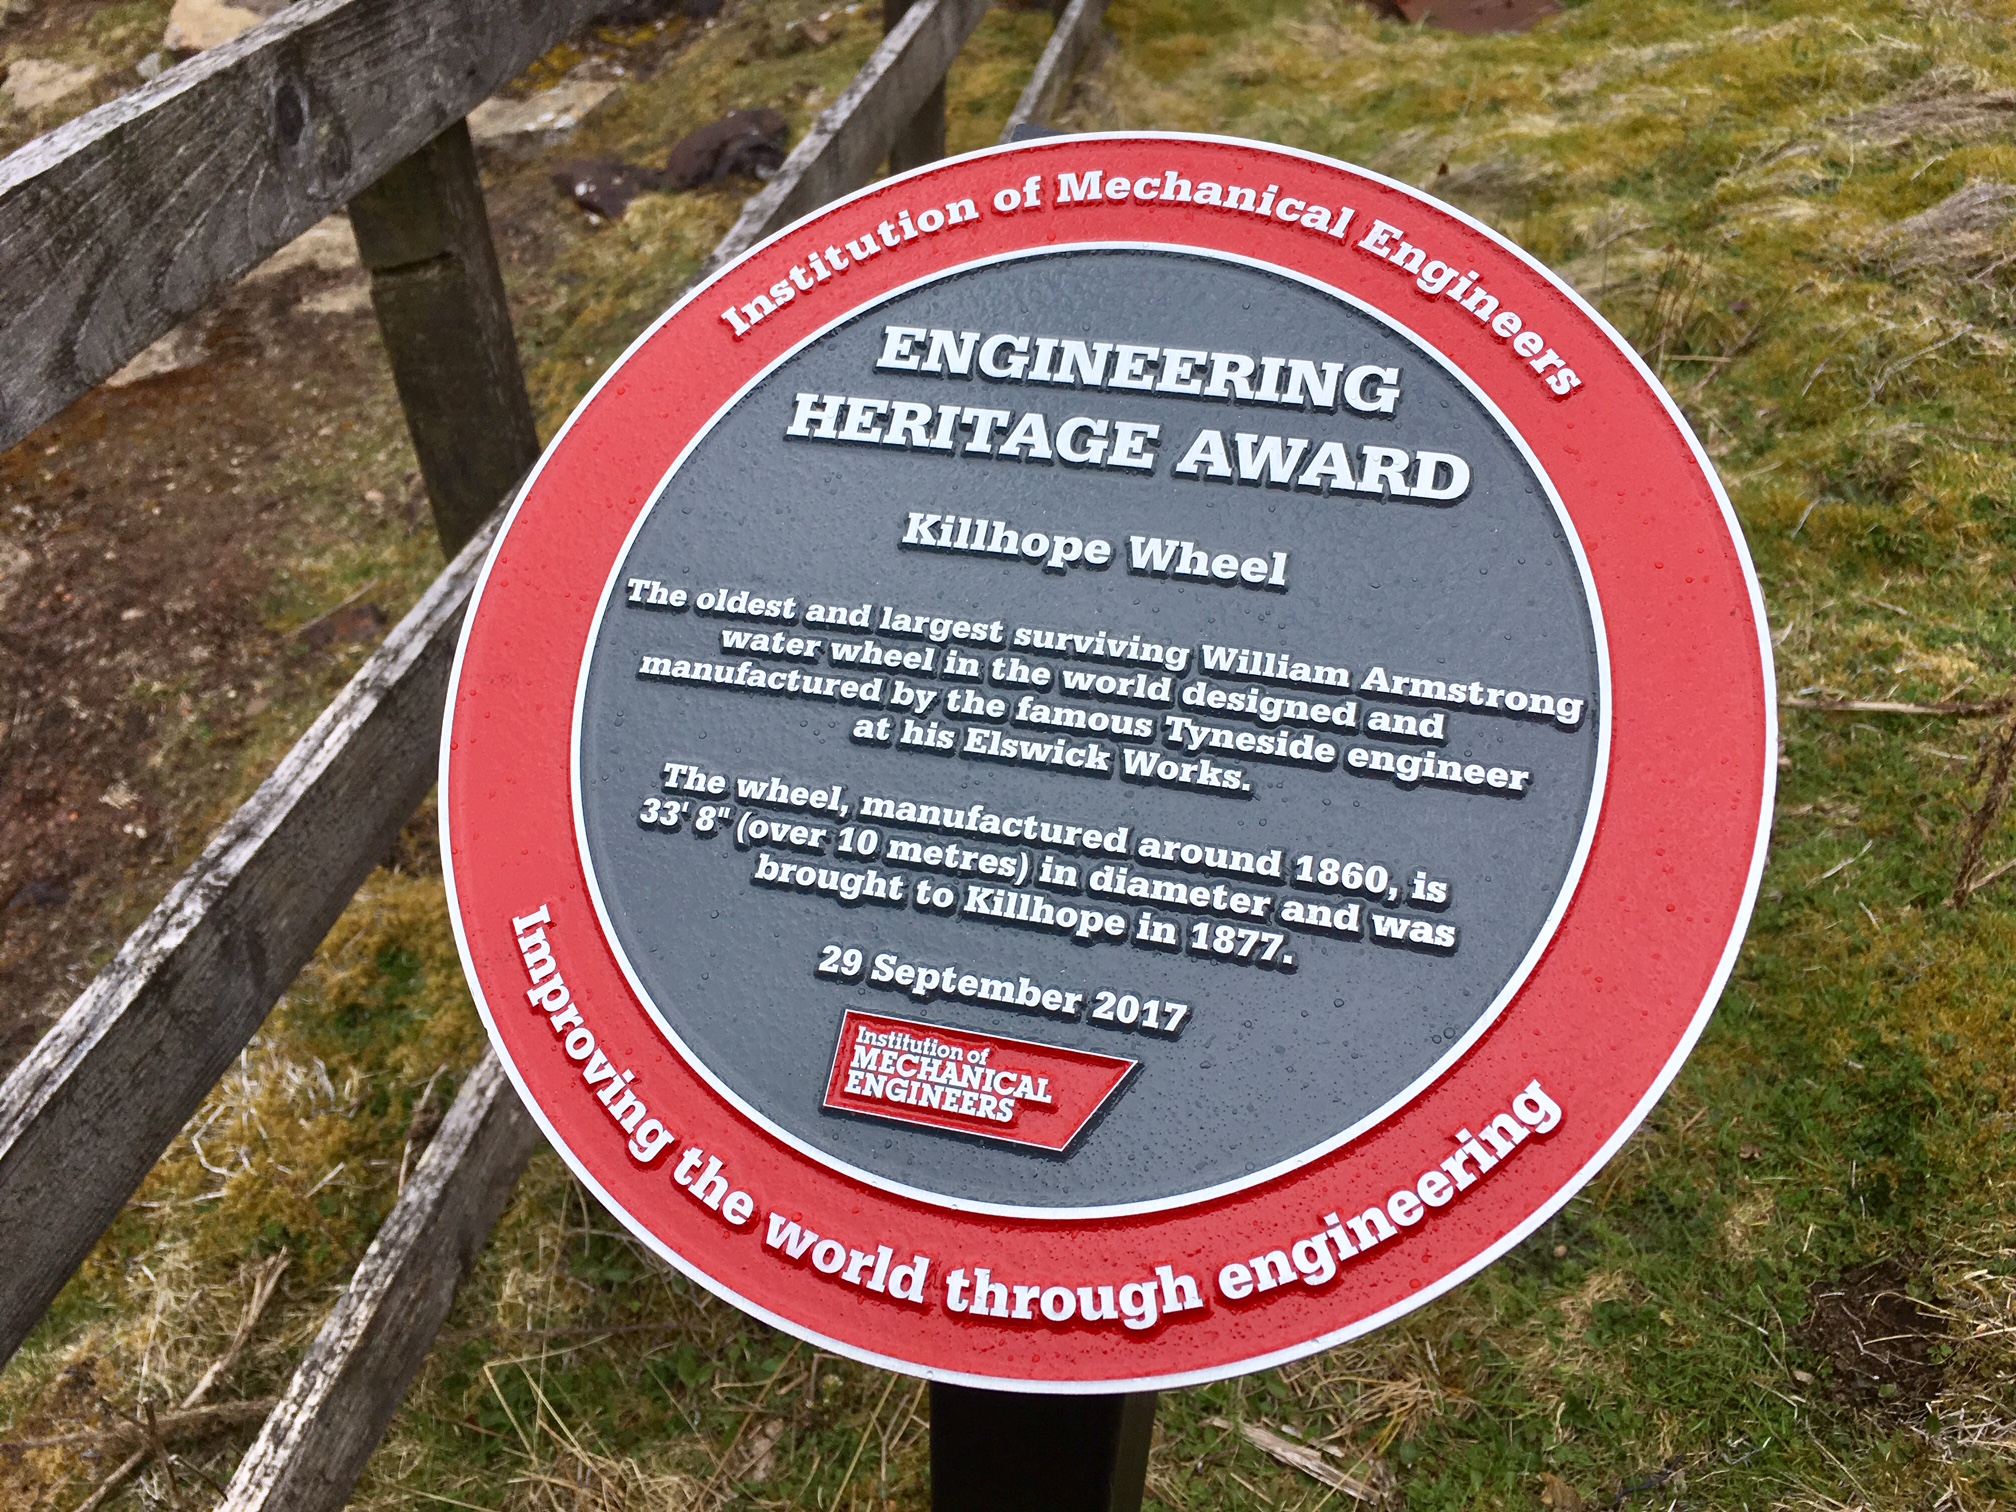 Institution of Mechanical Engineers
ENGINEERING
HERITAGE AWARD
Killhope Wheel
The oldest and largest surviving William Armstrong
water wheel in the world designed and
manufactured by the famous Tyneside engineer
at his Elswick Works.
The wheel, manufactured around 1860, is
33' 8" (over 10 metres) in diameter and was
brought to Killhope in 1877.
29 September 2017
Institution of
MECHANICAL
ENGINEERS
Improving the world through engineering